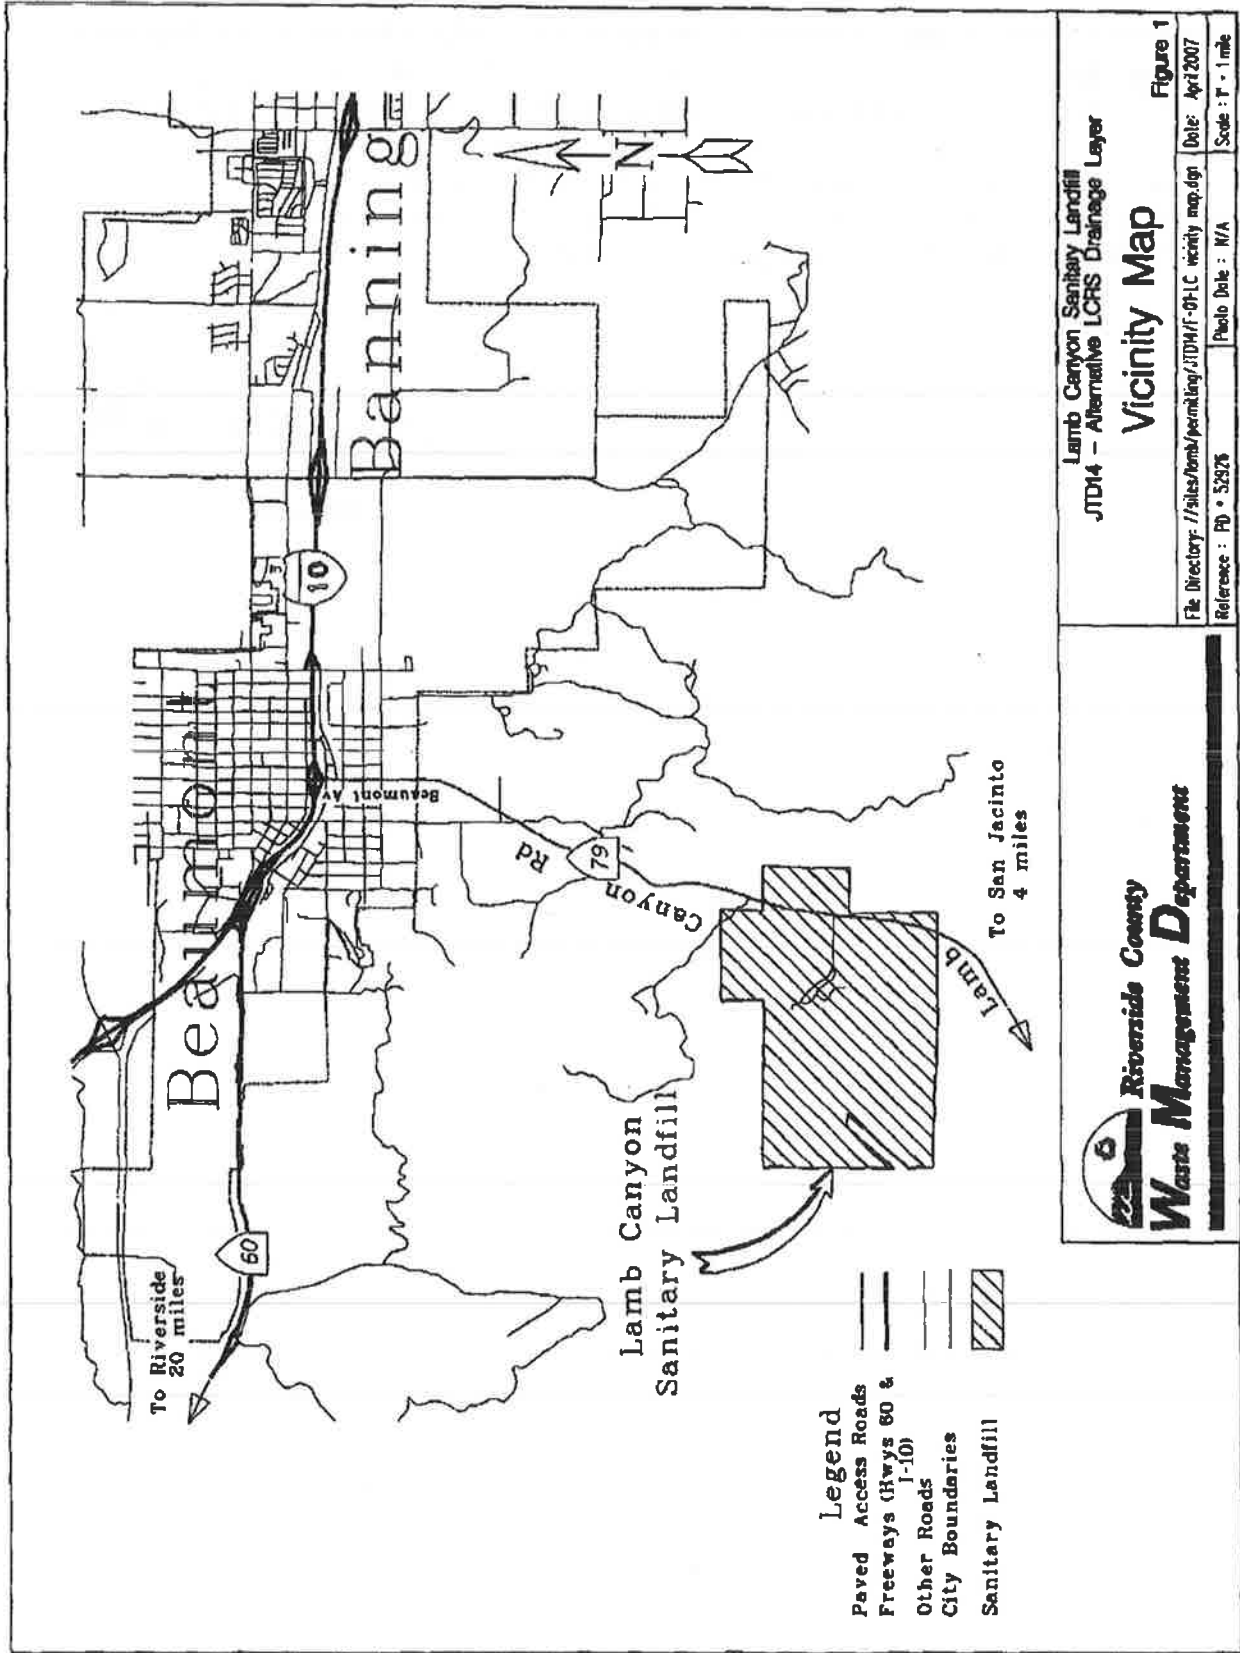 Beaumont
Banning
10
Beaumont Av
60
To Riverside
20 miles
79
Lamb Canyon Rd
Lamb Canyon
Sanitary Landfill
To San Jacinto
4 miles
N
Legend
Paved Access Roads
Freeways (Hwys 60 &
I-10)
Other Roads
City Boundaries
Sanitary Landfill
Riverside County
Waste Management Department
Lamb Canyon Sanitary Landfill
JTD14 - Alternative LCRS Drainage Layer
Vicinity Map
Figure 1
File Directory: //sites/lamb/permitting/JTD14/F-01-LC vicinity map.dgn
Date: April 2007
Reference : PD # 52926
Photo Date : N/A
Scale : 1" = 1 mile